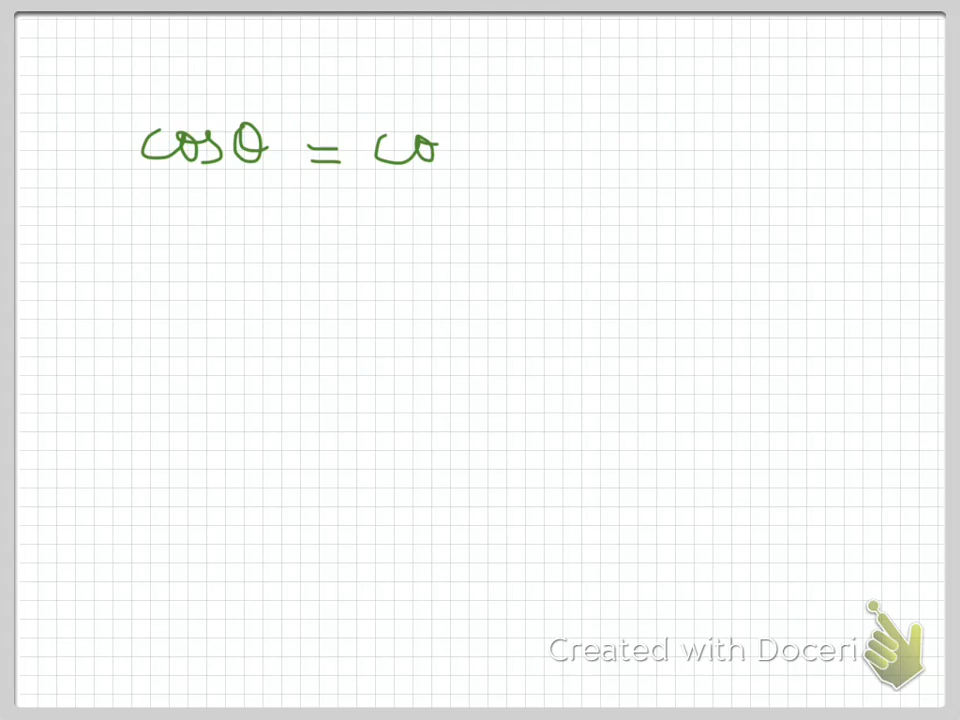 cosθ = co
Created with Doceri